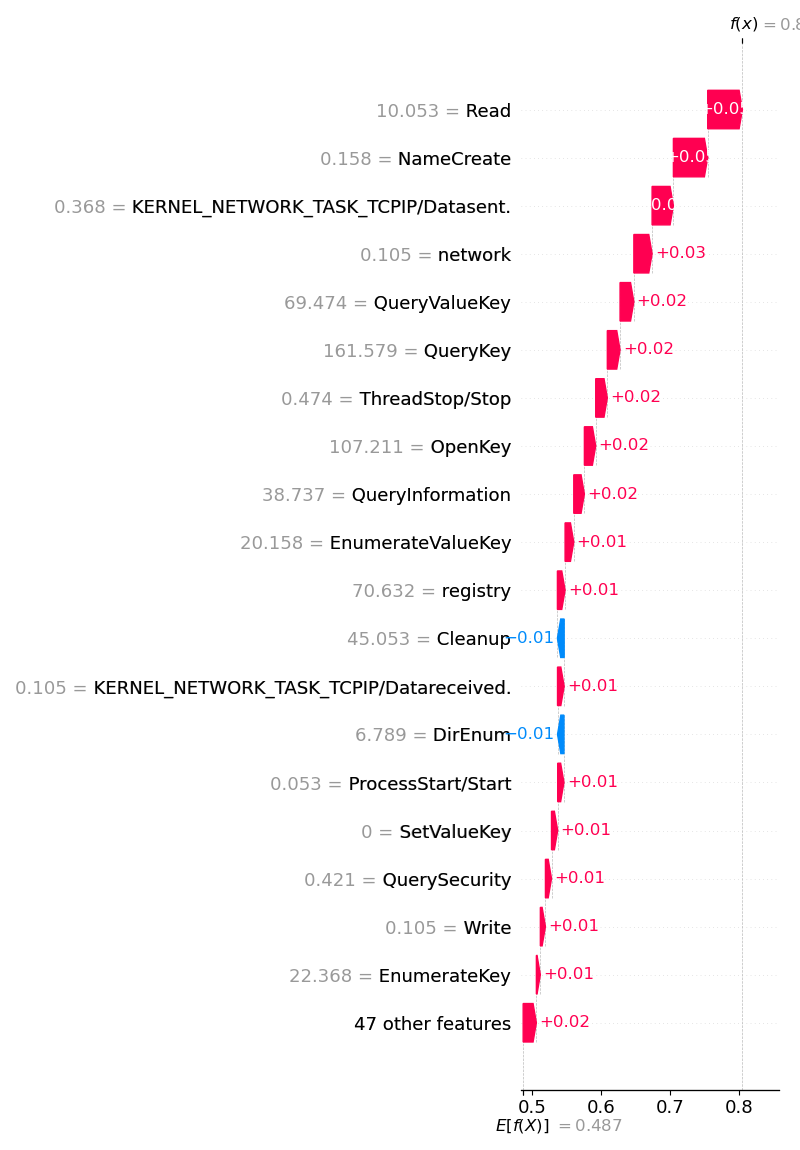 f(x) = 0.8
10.053 = Read
0.158 = NameCreate
0.368 = KERNEL_NETWORK_TASK_TCPIP/Datasent.
0.105 = network +0.03
69.474 = QueryValueKey +0.02
161.579 = QueryKey +0.02
0.474 = ThreadStop/Stop +0.02
107.211 = OpenKey +0.02
38.737 = QueryInformation +0.02
20.158 = EnumerateValueKey +0.01
70.632 = registry +0.01
45.053 = Cleanup −0.01
0.105 = KERNEL_NETWORK_TASK_TCPIP/Datareceived. +0.01
6.789 = DirEnum −0.01
0.053 = ProcessStart/Start +0.01
0 = SetValueKey +0.01
0.421 = QuerySecurity +0.01
0.105 = Write +0.01
22.368 = EnumerateKey +0.01
47 other features +0.02
0.5 0.6 0.7 0.8
E[f(X)] = 0.487